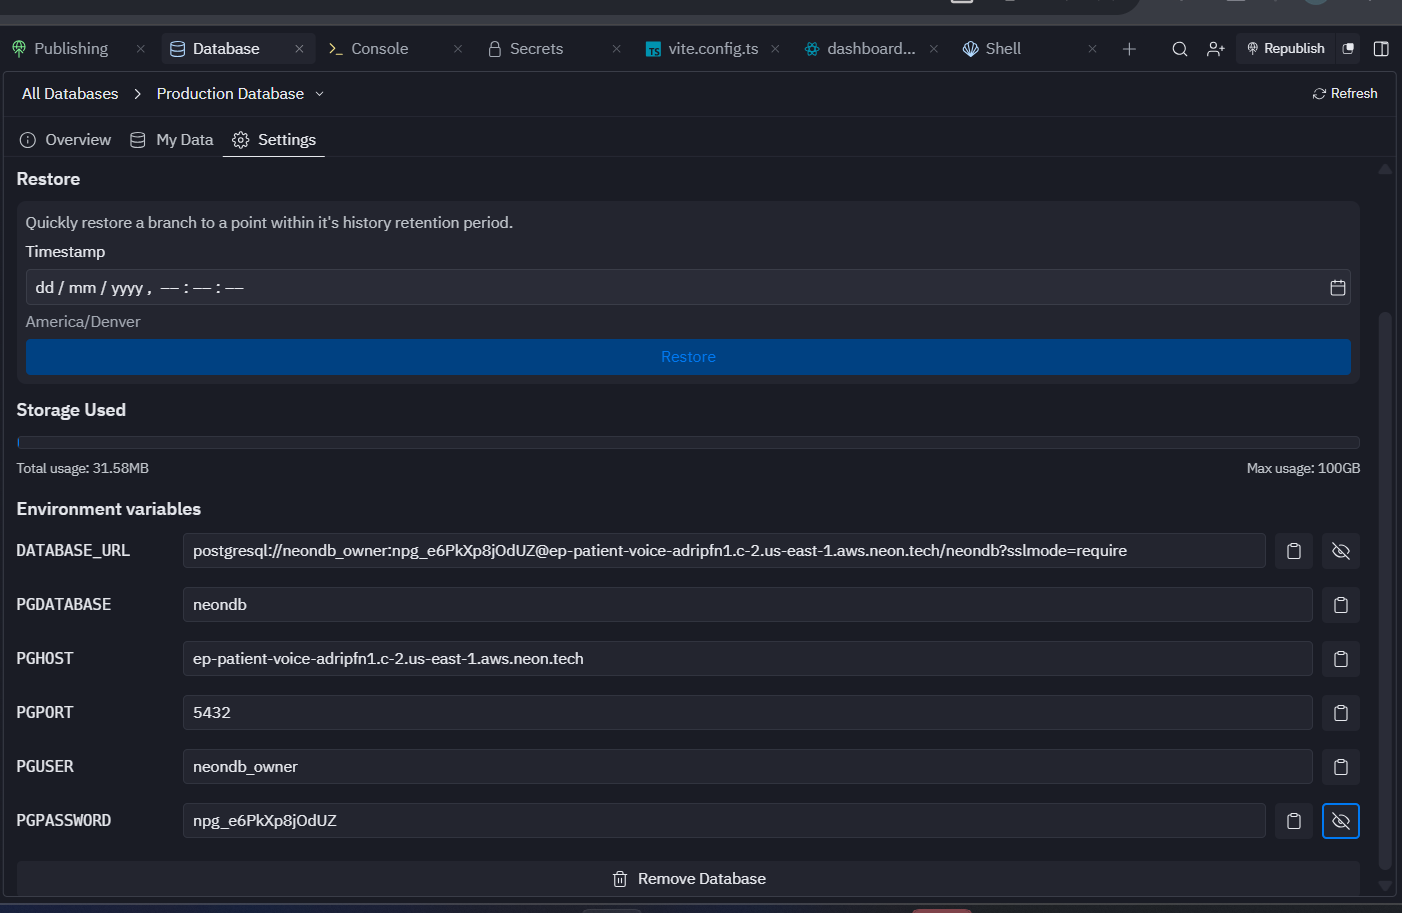 Publishing
Database
Console
Secrets
vite.config.ts
dashboard...
Shell
Republish
All Databases
Production Database
Refresh
Overview
My Data
Settings
Restore
Quickly restore a branch to a point within it's history retention period.
Timestamp
dd / mm / yyyy , –– : –– : ––
America/Denver
Restore
Storage Used
Total usage: 31.58MB
Max usage: 100GB
Environment variables
DATABASE_URL
postgresql://neondb_owner:npg_e6PkXp8jOdUZ@ep-patient-voice-adripfn1.c-2.us-east-1.aws.neon.tech/neondb?sslmode=require
PGDATABASE
neondb
PGHOST
ep-patient-voice-adripfn1.c-2.us-east-1.aws.neon.tech
PGPORT
5432
PGUSER
neondb_owner
PGPASSWORD
npg_e6PkXp8jOdUZ
Remove Database